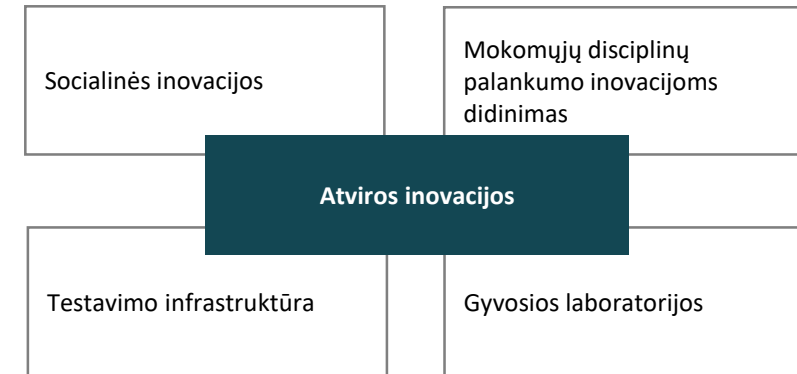 Socialinės inovacijos
Mokomųjų disciplinų
palankumo inovacijoms
didinimas
Atviros inovacijos
Testavimo infrastruktūra
Gyvosios laboratorijos